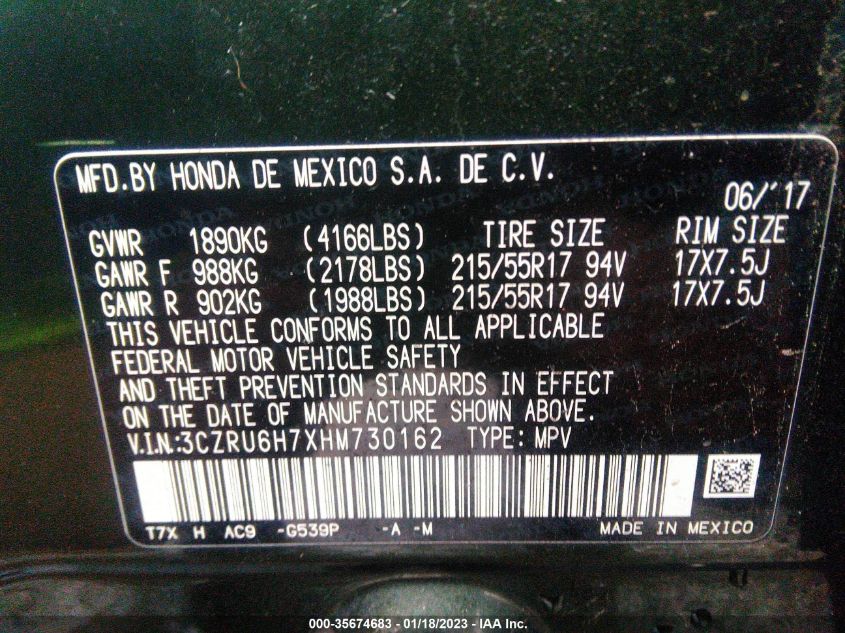 MFD.BY HONDA DE MEXICO S.A. DE C.V.
06/'17
GVWR 1890KG (4166LBS) TIRE SIZE RIM SIZE
GAWR F 988KG (2178LBS) 215/55R17 94V 17X7.5J
GAWR R 902KG (1988LBS) 215/55R17 94V 17X7.5J
THIS VEHICLE CONFORMS TO ALL APPLICABLE
FEDERAL MOTOR VEHICLE SAFETY
AND THEFT PREVENTION STANDARDS IN EFFECT
ON THE DATE OF MANUFACTURE SHOWN ABOVE.
V.I.N.:3CZRU6H7XHM730162 TYPE: MPV
T7X H AC9 -G539P -A -M MADE IN MEXICO
000-35674683 - 01/18/2023 - IAA Inc.